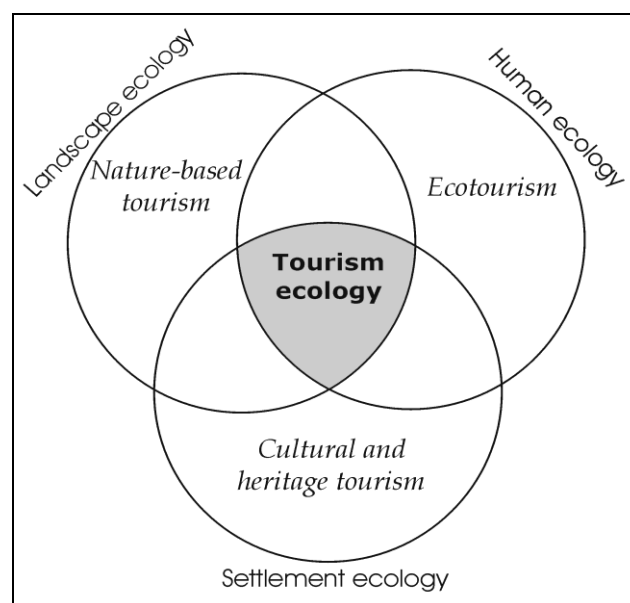 Landscape ecology
Human ecology
Nature-based
tourism
Ecotourism
Tourism
ecology
Cultural and
heritage tourism
Settlement ecology